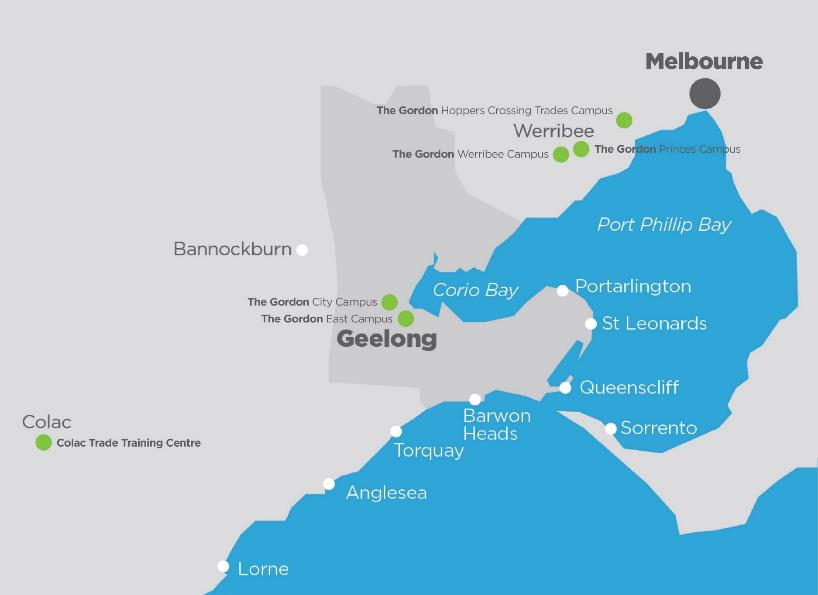 Melbourne
The Gordon Hoppers Crossing Trades Campus
Werribee
The Gordon Werribee Campus
The Gordon Princes Campus
Port Phillip Bay
Bannockburn
Portarlington
Corio Bay
The Gordon City Campus
The Gordon East Campus
St Leonards
Geelong
Queenscliff
Barwon
Heads
Colac
Sorrento
Colac Trade Training Centre
Torquay
Anglesea
Lorne